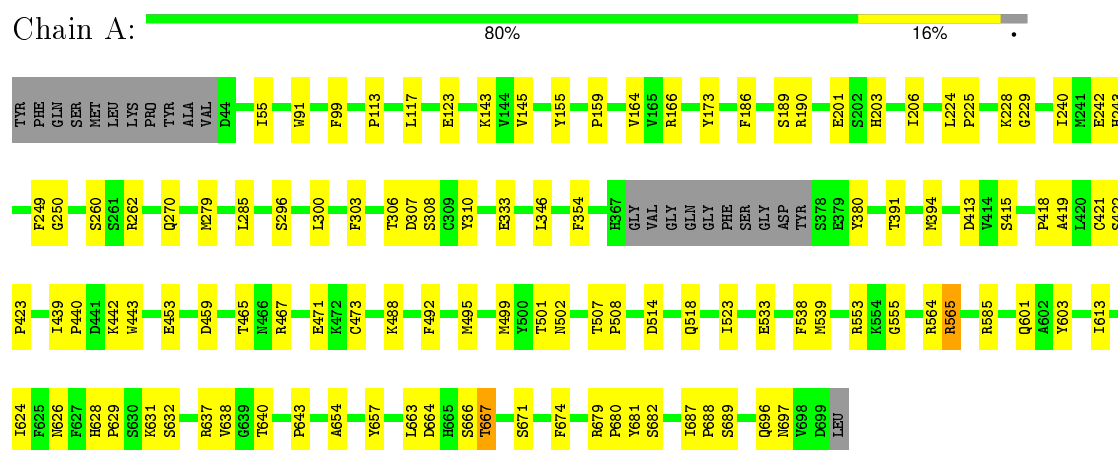 Chain A:
80% 16% •
TYR PHE GLN SER MET LEU LYS PRO TYR ALA VAL D44 I55 W91 F99 P113 L117 E123 K143 V144 V145 Y155 P159 V164 V165 R166 Y173 F186 S189 R190 E201 S202 H203 I206 L224 P225 K228 G229 I240 M241 E242 H243
F249 G250 S260 S261 R262 Q270 M279 L285 S296 L300 F303 T306 D307 S308 C309 Y310 E333 L346 F354 H367 GLY VAL GLY GLN GLY PHE SER GLY ASP TYR S378 E379 Y380 T391 M394 D413 V414 S415 P418 A419 L420 C421 S422
P423 I439 P440 D441 K442 W443 E453 D459 T465 N466 R467 E471 K472 C473 K488 F492 M495 M499 Y500 T501 N502 T507 P508 D514 Q518 I523 E533 F538 M539 R553 A554 G555 R564 R565 R585 Q601 A602 Y603 I613
I624 F625 N626 F627 H628 P629 S630 K631 S632 R637 V638 G639 T640 P643 A654 Y657 L663 D664 H665 S666 T667 S671 F674 R679 P680 Y681 S682 I687 P688 S689 Q696 N697 V698 D699 LEU